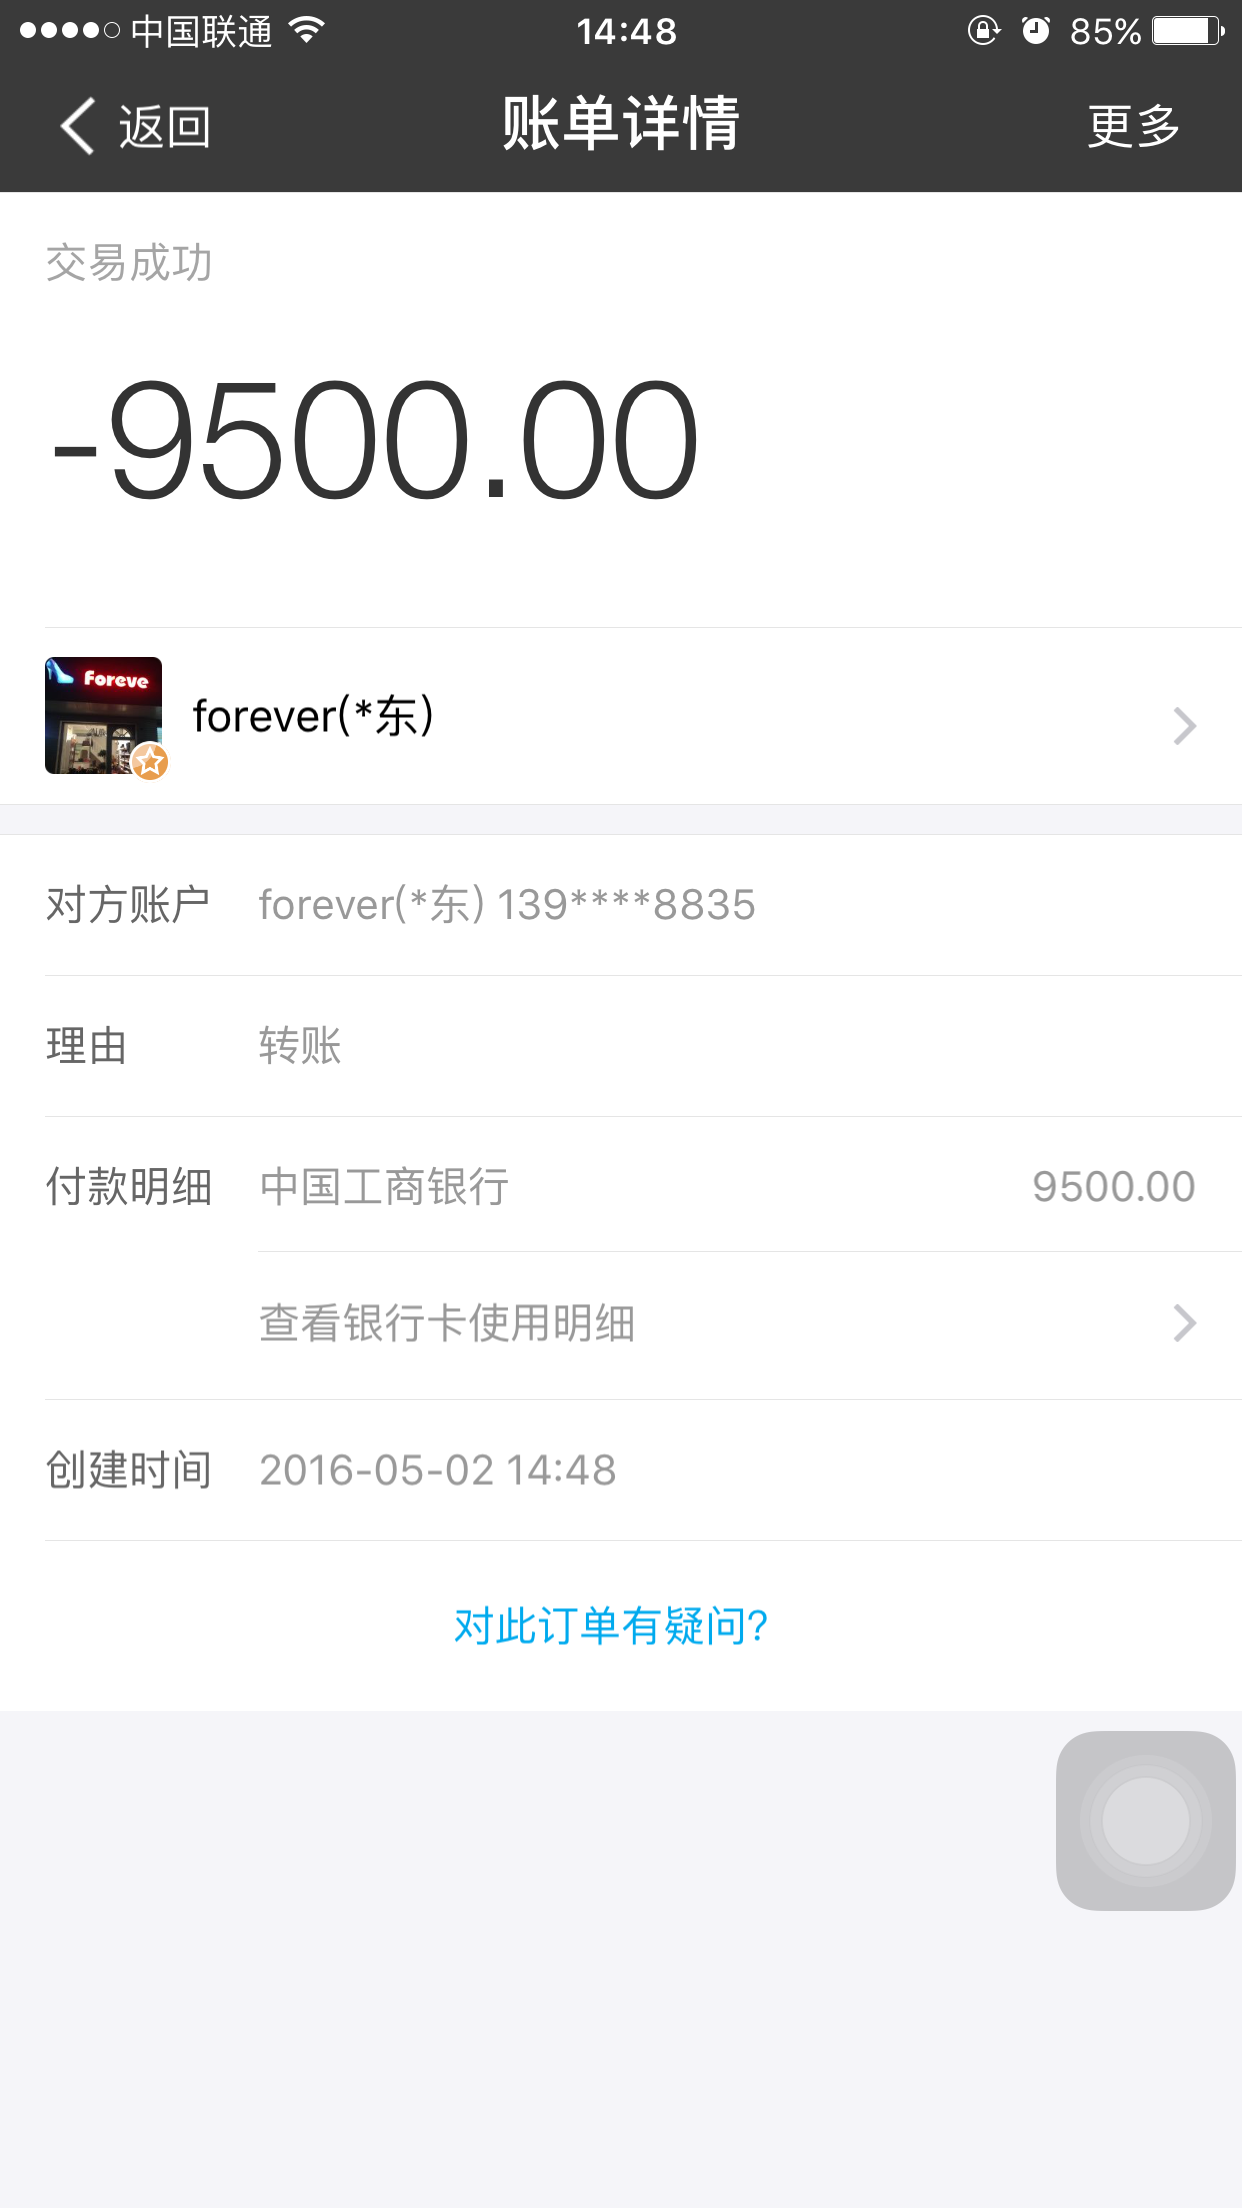 中国联通 14:48 85%
返回 账单详情 更多
交易成功
-9500.00
Foreve
forever(*东)
对方账户 forever(*东) 139****8835
理由 转账
付款明细 中国工商银行 9500.00
查看银行卡使用明细
创建时间 2016-05-02 14:48
对此订单有疑问?